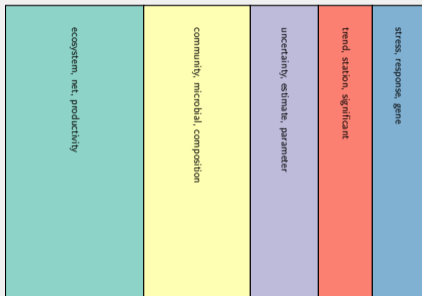 ecosystem, net, productivity
community, microbial, composition
uncertainty, estimate, parameter
trend, station, significant
stress, response, gene